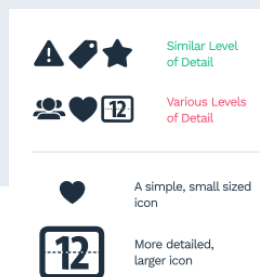 Similar Level
of Detail
12
Various Levels
of Detail
A simple, small sized
icon
12
More detailed,
larger icon